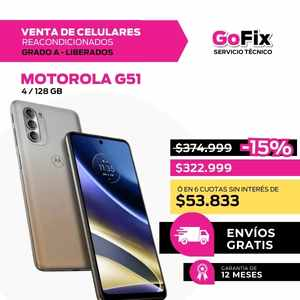 VENTA DE CELULARES
REACONDICIONADOS
GRADO A - LIBERADOS
GoFix
SERVICIO TÉCNICO
MOTOROLA G51
4 / 128 GB
$374.999 -15%
$322.999
Ó EN 6 CUOTAS SIN INTERÉS DE
$53.833
ENVÍOS
GRATIS
GARANTÍA DE
12 MESES